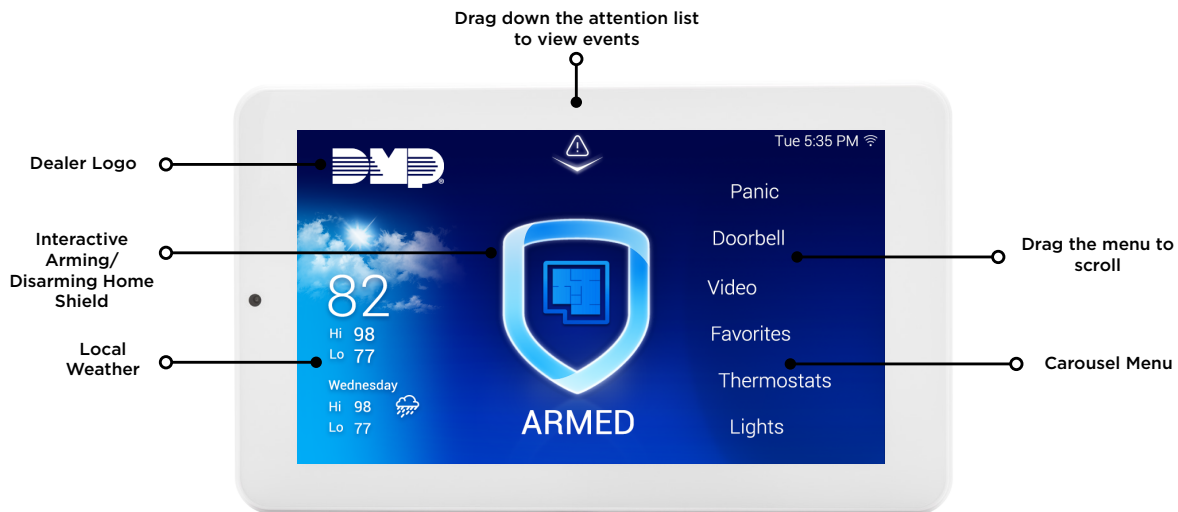 Drag down the attention list
to view events
Dealer Logo
Interactive
Arming/
Disarming Home
Shield
Local
Weather
DMP
Tue 5:35 PM
82
Hi 98
Lo 77
Wednesday
Hi 98
Lo 77
ARMED
Panic
Doorbell
Video
Favorites
Thermostats
Lights
Drag the menu to
scroll
Carousel Menu